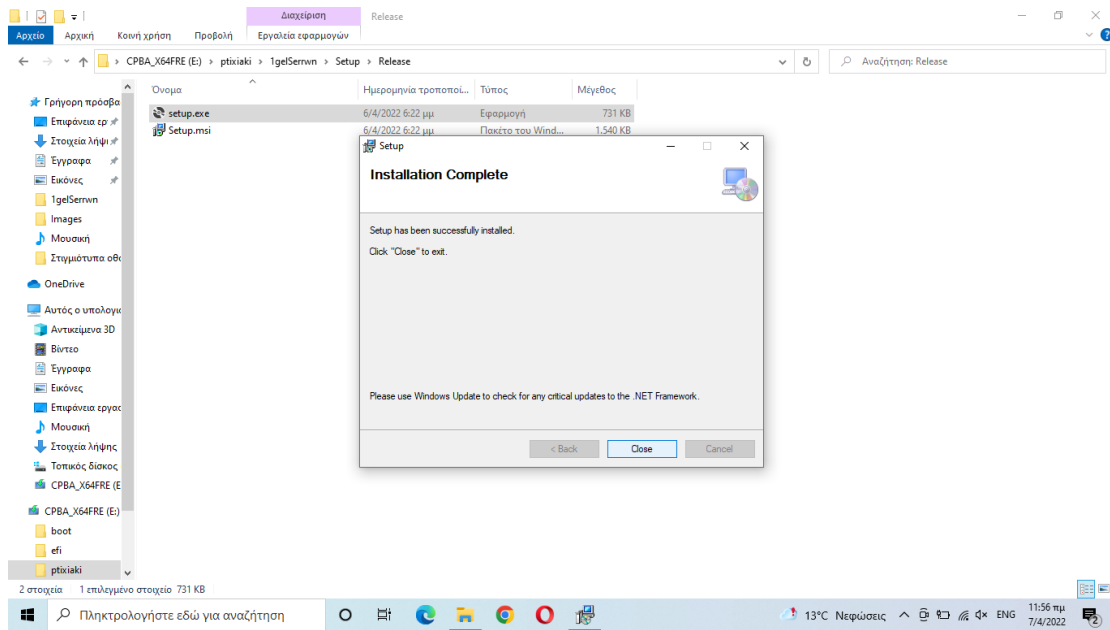 Διαχείριση
Release
Αρχείο Αρχική Κοινή χρήση Προβολή Εργαλεία εφαρμογών
CPBA_X64FRE (E:) › ptixiaki › 1gelSerrwn › Setup › Release
Αναζήτηση: Release
Όνομα Ημερομηνία τροποποί... Τύπος Μέγεθος
setup.exe 6/4/2022 6:22 μμ Εφαρμογή 731 KB
Setup.msi 6/4/2022 6:22 μμ Πακέτο του Wind... 1.540 KB
Γρήγορη πρόσβα
Επιφάνεια ερ
Στοιχεία λήψι
Έγγραφα
Εικόνες
1gelSerrwn
Images
Μουσική
Στιγμιότυπα οθ
OneDrive
Αυτός ο υπολογι
Αντικείμενα 3D
Βίντεο
Έγγραφα
Εικόνες
Επιφάνεια εργασ
Μουσική
Στοιχεία λήψης
Τοπικός δίσκος
CPBA_X64FRE (E
CPBA_X64FRE (E:)
boot
efi
ptixiaki
Setup
Installation Complete
Setup has been successfully installed.
Click "Close" to exit.
Please use Windows Update to check for any critical updates to the .NET Framework.
< Back Close Cancel
2 στοιχεία 1 επιλεγμένο στοιχείο 731 KB
Πληκτρολογήστε εδώ για αναζήτηση
13°C Νεφώσεις ENG 11:56 πμ
7/4/2022
2